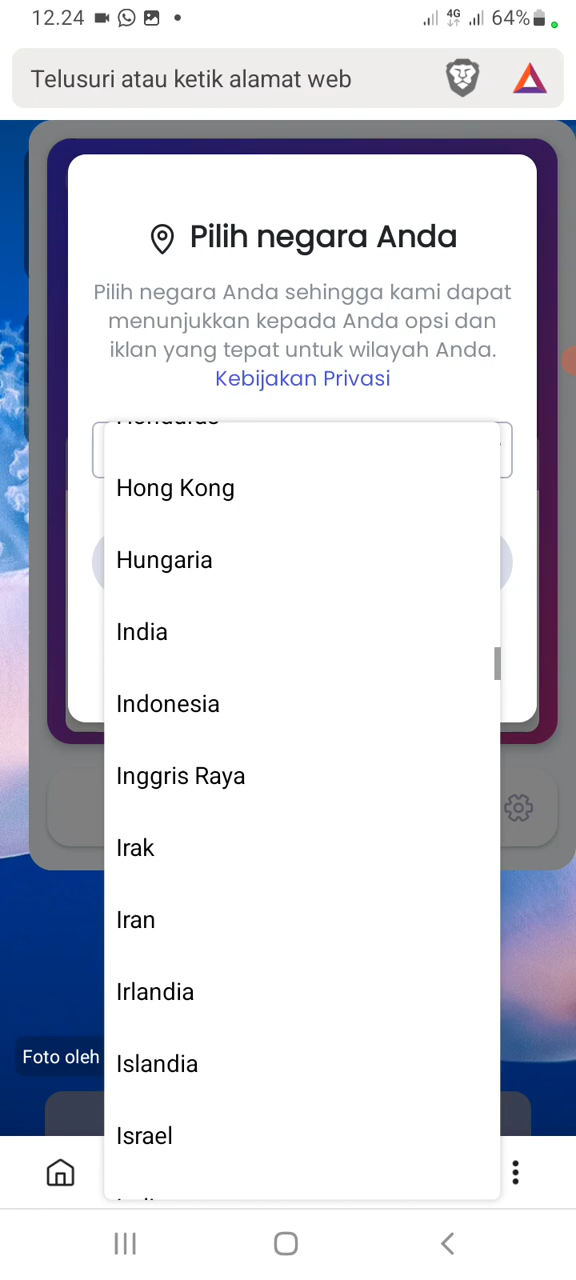 12.24
4G
64%
Telusuri atau ketik alamat web
Pilih negara Anda
Pilih negara Anda sehingga kami dapat
menunjukkan kepada Anda opsi dan
iklan yang tepat untuk wilayah Anda.
Kebijakan Privasi
Honduras
Hong Kong
Hungaria
India
Indonesia
Inggris Raya
Irak
Iran
Irlandia
Islandia
Israel
Foto oleh